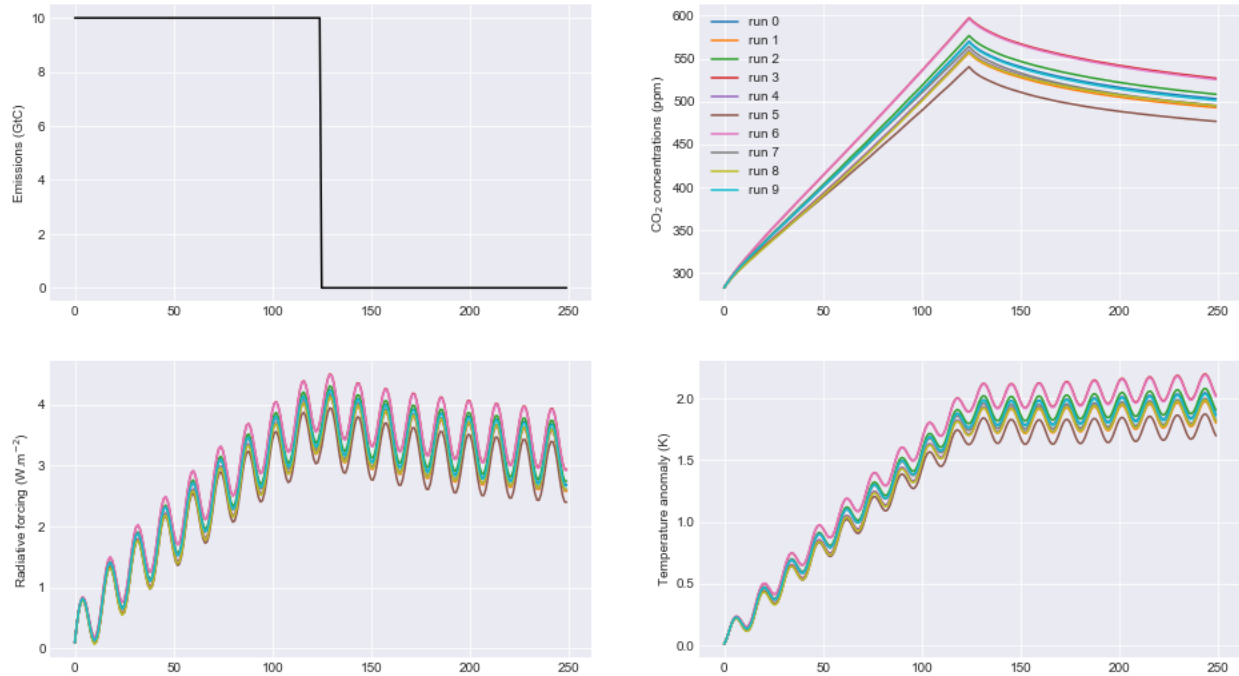 Emissions (GtC)
10
8
6
4
2
0
0 50 100 150 200 250
CO₂ concentrations (ppm)
600
550
500
450
400
350
300
run 0
run 1
run 2
run 3
run 4
run 5
run 6
run 7
run 8
run 9
0 50 100 150 200 250
Radiative forcing (W.m⁻²)
4
3
2
1
0
0 50 100 150 200 250
Temperature anomaly (K)
2.0
1.5
1.0
0.5
0.0
0 50 100 150 200 250